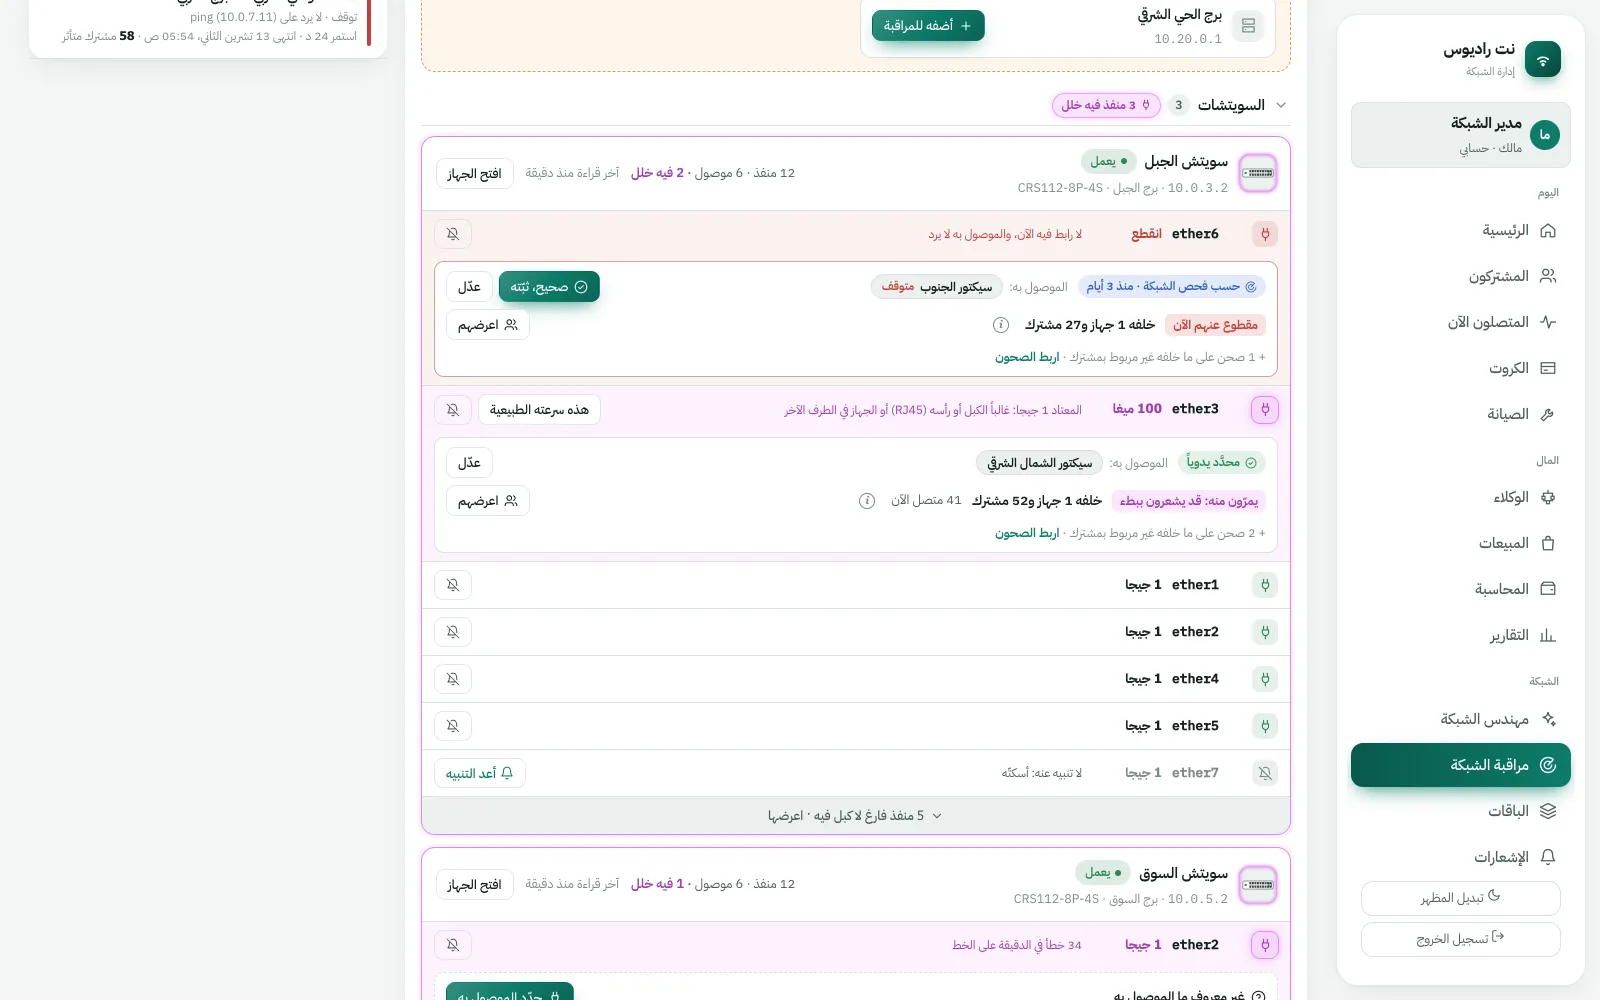 نت راديوس
إدارة الشبكة
ما
مدير الشبكة
مالك · حسابي
اليوم
الرئيسية
المشتركون
المتصلون الآن
الكروت
الصيانة
المال
الوكلاء
المبيعات
المحاسبة
التقارير
الشبكة
مهندس الشبكة
مراقبة الشبكة
الباقات
الإشعارات
تبديل المظهر
تسجيل الخروج
برج الحي الشرقي
10.20.0.1
أضفه للمراقبة
السويتشات 3 3 منفذ فيه خلل
سويتش الجبل يعمل
10.0.3.2 · برج الجبل · CRS112-8P-4S
12 منفذ · 6 موصول · 2 فيه خلل آخر قراءة منذ دقيقة افتح الجهاز
ether6 انقطع لا رابط فيه الآن، والموصول به لا يرد
حسب فحص الشبكة · منذ 3 أيام الموصول به: سيكتور الجنوب متوقف صحيح، ثبّته عدّل
مقطوع عنهم الآن خلفه 1 جهاز و27 مشترك اعرضهم
+ 1 صحن على ما خلفه غير مربوط بمشترك · اربط الصحون
ether3 100 ميغا المعتاد 1 جيجا: غالباً الكبل أو رأسه (RJ45) أو الجهاز في الطرف الآخر هذه سرعته الطبيعية
محدَّد يدوياً الموصول به: سيكتور الشمال الشرقي عدّل
يمرّون منه: قد يشعرون ببطء خلفه 1 جهاز و52 مشترك 41 متصل الآن اعرضهم
+ 2 صحن على ما خلفه غير مربوط بمشترك · اربط الصحون
ether1 1 جيجا
ether2 1 جيجا
ether4 1 جيجا
ether5 1 جيجا
ether7 1 جيجا لا تنبيه عنه: أسكتّه أعد التنبيه
5 منفذ فارغ لا كبل فيه · اعرضها
سويتش السوق يعمل
10.0.5.2 · برج السوق · CRS112-8P-4S
12 منفذ · 6 موصول · 1 فيه خلل آخر قراءة منذ دقيقة افتح الجهاز
ether2 1 جيجا 34 خطأ في الدقيقة على الخط
غير معروف ما الموصول به حدّد الموصول به
توقف · لا يرد على ping (10.0.7.11)
استمر 24 د · انتهى 13 تشرين الثاني، 05:54 ص · 58 مشترك متأثر